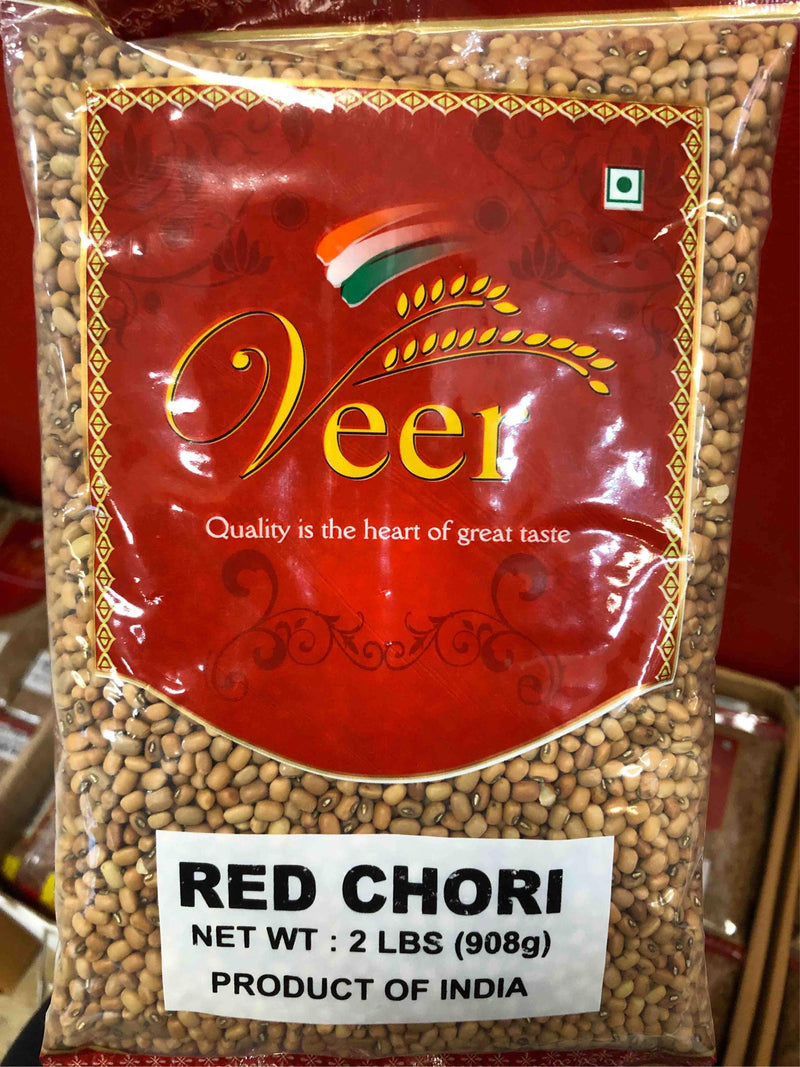 Veer
Quality is the heart of great taste
RED CHORI
NET WT : 2 LBS (908g)
PRODUCT OF INDIA